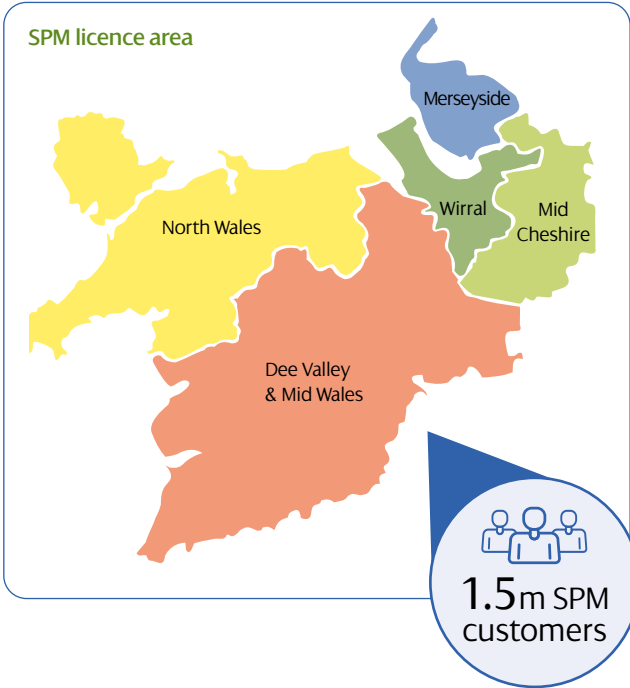 SPM licence area
Merseyside
Wirral
Mid
Cheshire
North Wales
Dee Valley
& Mid Wales
1.5m SPM
customers